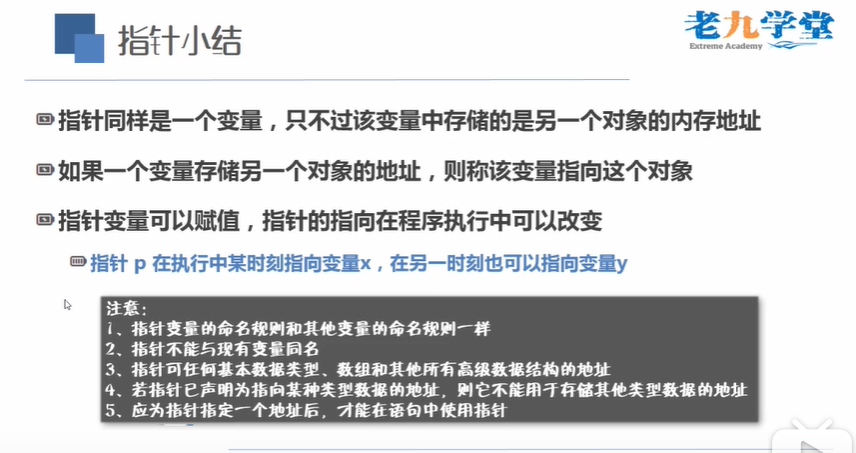 指针小结
老九学堂
Extreme Academy
指针同样是一个变量，只不过该变量中存储的是另一个对象的内存地址
如果一个变量存储另一个对象的地址，则称该变量指向这个对象
指针变量可以赋值，指针的指向在程序执行中可以改变
指针 p 在执行中某时刻指向变量x，在另一时刻也可以指向变量y
注意：
1、指针变量的命名规则和其他变量的命名规则一样
2、指针不能与现有变量同名
3、指针可任何基本数据类型、数组和其他所有高级数据结构的地址
4、若指针已声明为指向某种类型数据的地址，则它不能用于存储其他类型数据的地址
5、应为指针指定一个地址后，才能在语句中使用指针